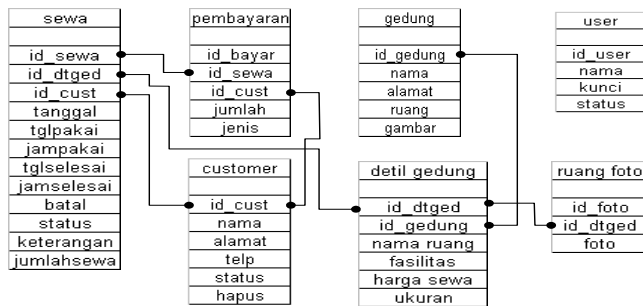 sewa
id_sewa
id_dtged
id_cust
tanggal
tglpakai
jampakai
tglselesai
jamselesai
batal
status
keterangan
jumlahsewa
pembayaran
id_bayar
id_sewa
id_cust
jumlah
jenis
customer
id_cust
nama
alamat
telp
status
hapus
gedung
id_gedung
nama
alamat
ruang
gambar
detil gedung
id_dtged
id_gedung
nama ruang
fasilitas
harga sewa
ukuran
user
id_user
nama
kunci
status
ruang foto
id_foto
id_dtged
foto